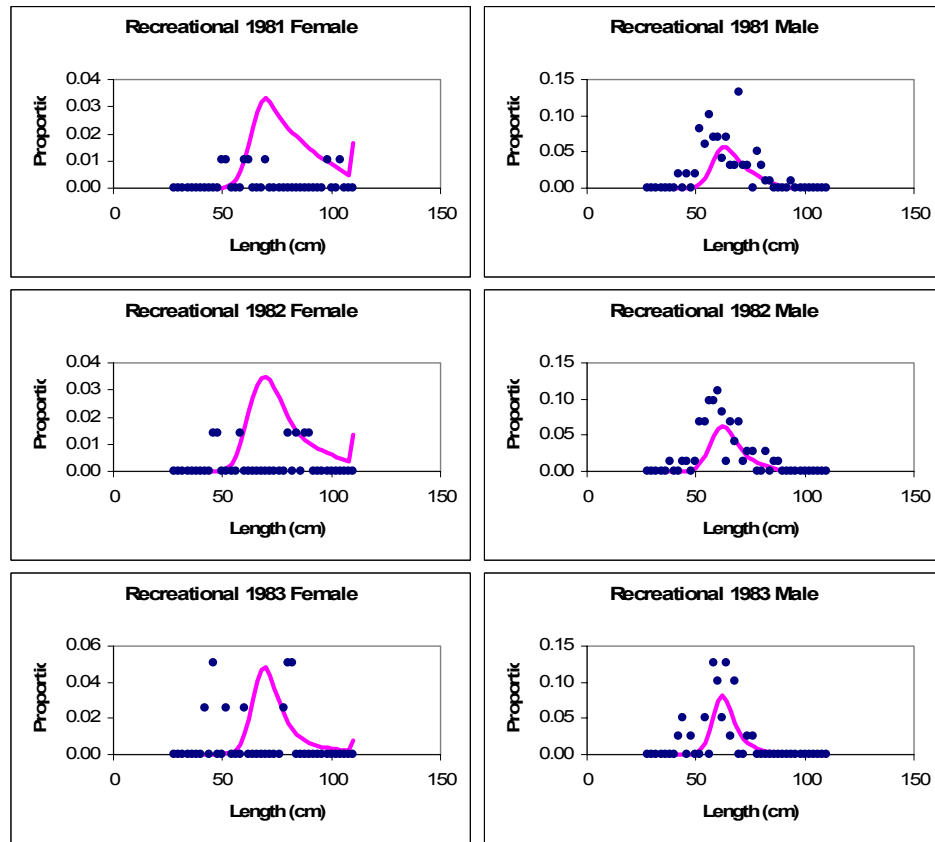 Recreational 1981 Female
0.04
0.03
0.02
0.01
0.00
Proportic
0 50 100 150
Length (cm)
Recreational 1981 Male
0.15
0.10
0.05
0.00
Proportic
0 50 100 150
Length (cm)
Recreational 1982 Female
0.04
0.03
0.02
0.01
0.00
Proportic
0 50 100 150
Length (cm)
Recreational 1982 Male
0.15
0.10
0.05
0.00
Proportic
0 50 100 150
Length (cm)
Recreational 1983 Female
0.06
0.04
0.02
0.00
Proportic
0 50 100 150
Length (cm)
Recreational 1983 Male
0.15
0.10
0.05
0.00
Proportic
0 50 100 150
Length (cm)